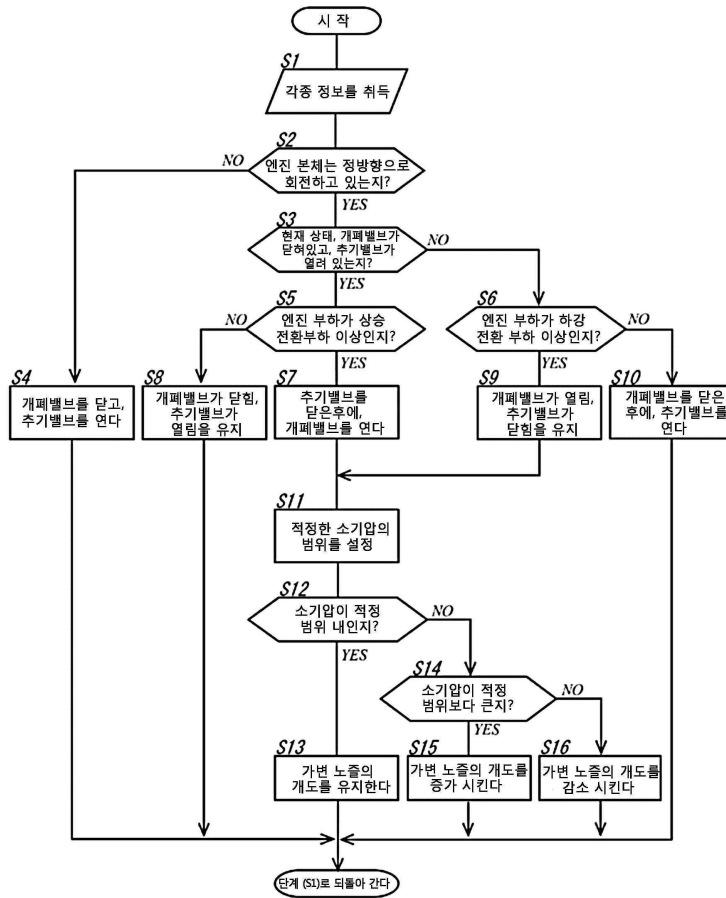 시 작
S1
각종 정보를 취득
S2
엔진 본체는 정방향으로
회전하고 있는지?
NO
YES
S3
현재 상태, 개폐밸브가
닫혀있고, 추기밸브가
열려 있는지?
NO
YES
S5
엔진 부하가 상승
전환부하 이상인지?
NO
YES
S6
엔진 부하가 하강
전환 부하 이상인지?
NO
YES
S4
개폐밸브를 닫고,
추기밸브를 연다
S8
개폐밸브가 닫힘,
추기밸브가
열림을 유지
S7
추기밸브를
닫은후에,
개폐밸브를 연다
S9
개폐밸브가 열림,
추기밸브가
닫힘을 유지
S10
개폐밸브를 닫은
후에, 추기밸브를
연다
S11
적정한 소기압의
범위를 설정
S12
소기압이 적정
범위 내인지?
NO
YES
S14
소기압이 적정
범위보다 큰지?
NO
YES
S13
가변 노즐의
개도를 유지한다
S15
가변 노즐의 개도를
증가 시킨다
S16
가변 노즐의 개도를
감소 시킨다
단계 (S1)로 되돌아 간다